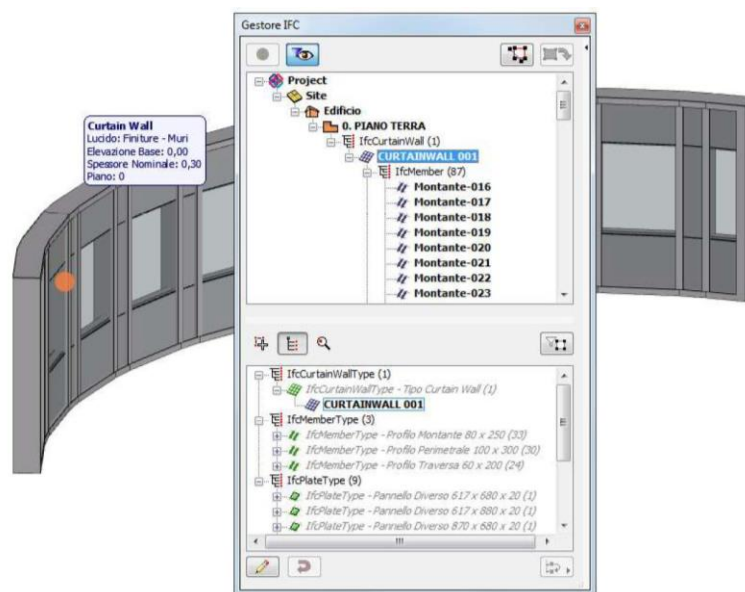 Gestore IFC
Project
Site
Edificio
0. PIANO TERRA
IfcCurtainWall (1)
CURTAINWALL 001
IfcMember (87)
Montante-016
Montante-017
Montante-018
Montante-019
Montante-020
Montante-021
Montante-022
Montante-023
Curtain Wall
Lucido: Finiture - Muri
Elevazione Base: 0,00
Spessore Nominale: 0,30
Piano: 0
IfcCurtainWallType (1)
IfcCurtainWallType - Tipo Curtain Wall (1)
CURTAINWALL 001
IfcMemberType (3)
IfcMemberType - Profilo Montante 80 x 250 (33)
IfcMemberType - Profilo Perimetrale 100 x 300 (30)
IfcMemberType - Profilo Traversa 60 x 200 (24)
IfcPlateType (9)
IfcPlateType - Pannello Diverso 617 x 680 x 20 (1)
IfcPlateType - Pannello Diverso 617 x 880 x 20 (1)
IfcPlateType - Pannello Diverso 870 x 680 x 20 (1)